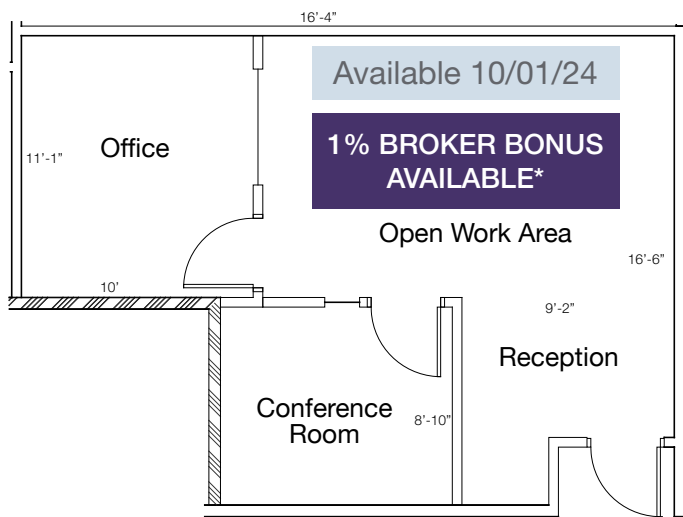 16’-4”
Available 10/01/24
1% BROKER BONUS
AVAILABLE*
Office
11’-1”
Open Work Area
16’-6”
10’
9’-2”
Reception
Conference
Room
8’-10”